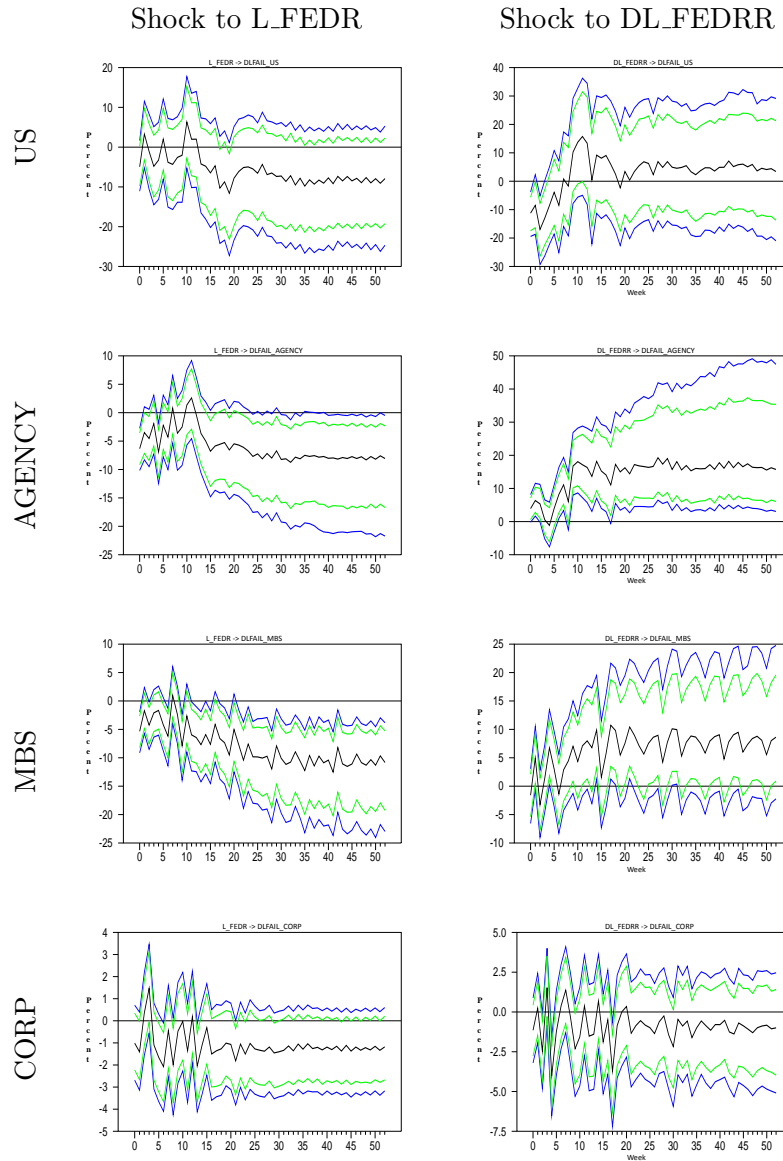 Shock to L_FEDR Shock to DL_FEDRR
US
L_FEDR -> DLFAIL_US
Percent
20
10
0
-10
-20
-30
0 5 10 15 20 25 30 35 40 45 50
DL_FEDRR -> DLFAIL_US
Percent
40
30
20
10
0
-10
-20
-30
0 5 10 15 20 25 30 35 40 45 50
Week
AGENCY
L_FEDR -> DLFAIL_AGENCY
Percent
10
5
0
-5
-10
-15
-20
-25
0 5 10 15 20 25 30 35 40 45 50
DL_FEDRR -> DLFAIL_AGENCY
Percent
50
40
30
20
10
0
-10
0 5 10 15 20 25 30 35 40 45 50
Week
MBS
L_FEDR -> DLFAIL_MBS
Percent
10
5
0
-5
-10
-15
-20
-25
0 5 10 15 20 25 30 35 40 45 50
DL_FEDRR -> DLFAIL_MBS
Percent
25
20
15
10
5
0
-5
-10
0 5 10 15 20 25 30 35 40 45 50
Week
CORP
L_FEDR -> DLFAIL_CORP
Percent
4
3
2
1
0
-1
-2
-3
-4
-5
0 5 10 15 20 25 30 35 40 45 50
DL_FEDRR -> DLFAIL_CORP
Percent
5.0
2.5
0.0
-2.5
-5.0
-7.5
0 5 10 15 20 25 30 35 40 45 50
Week